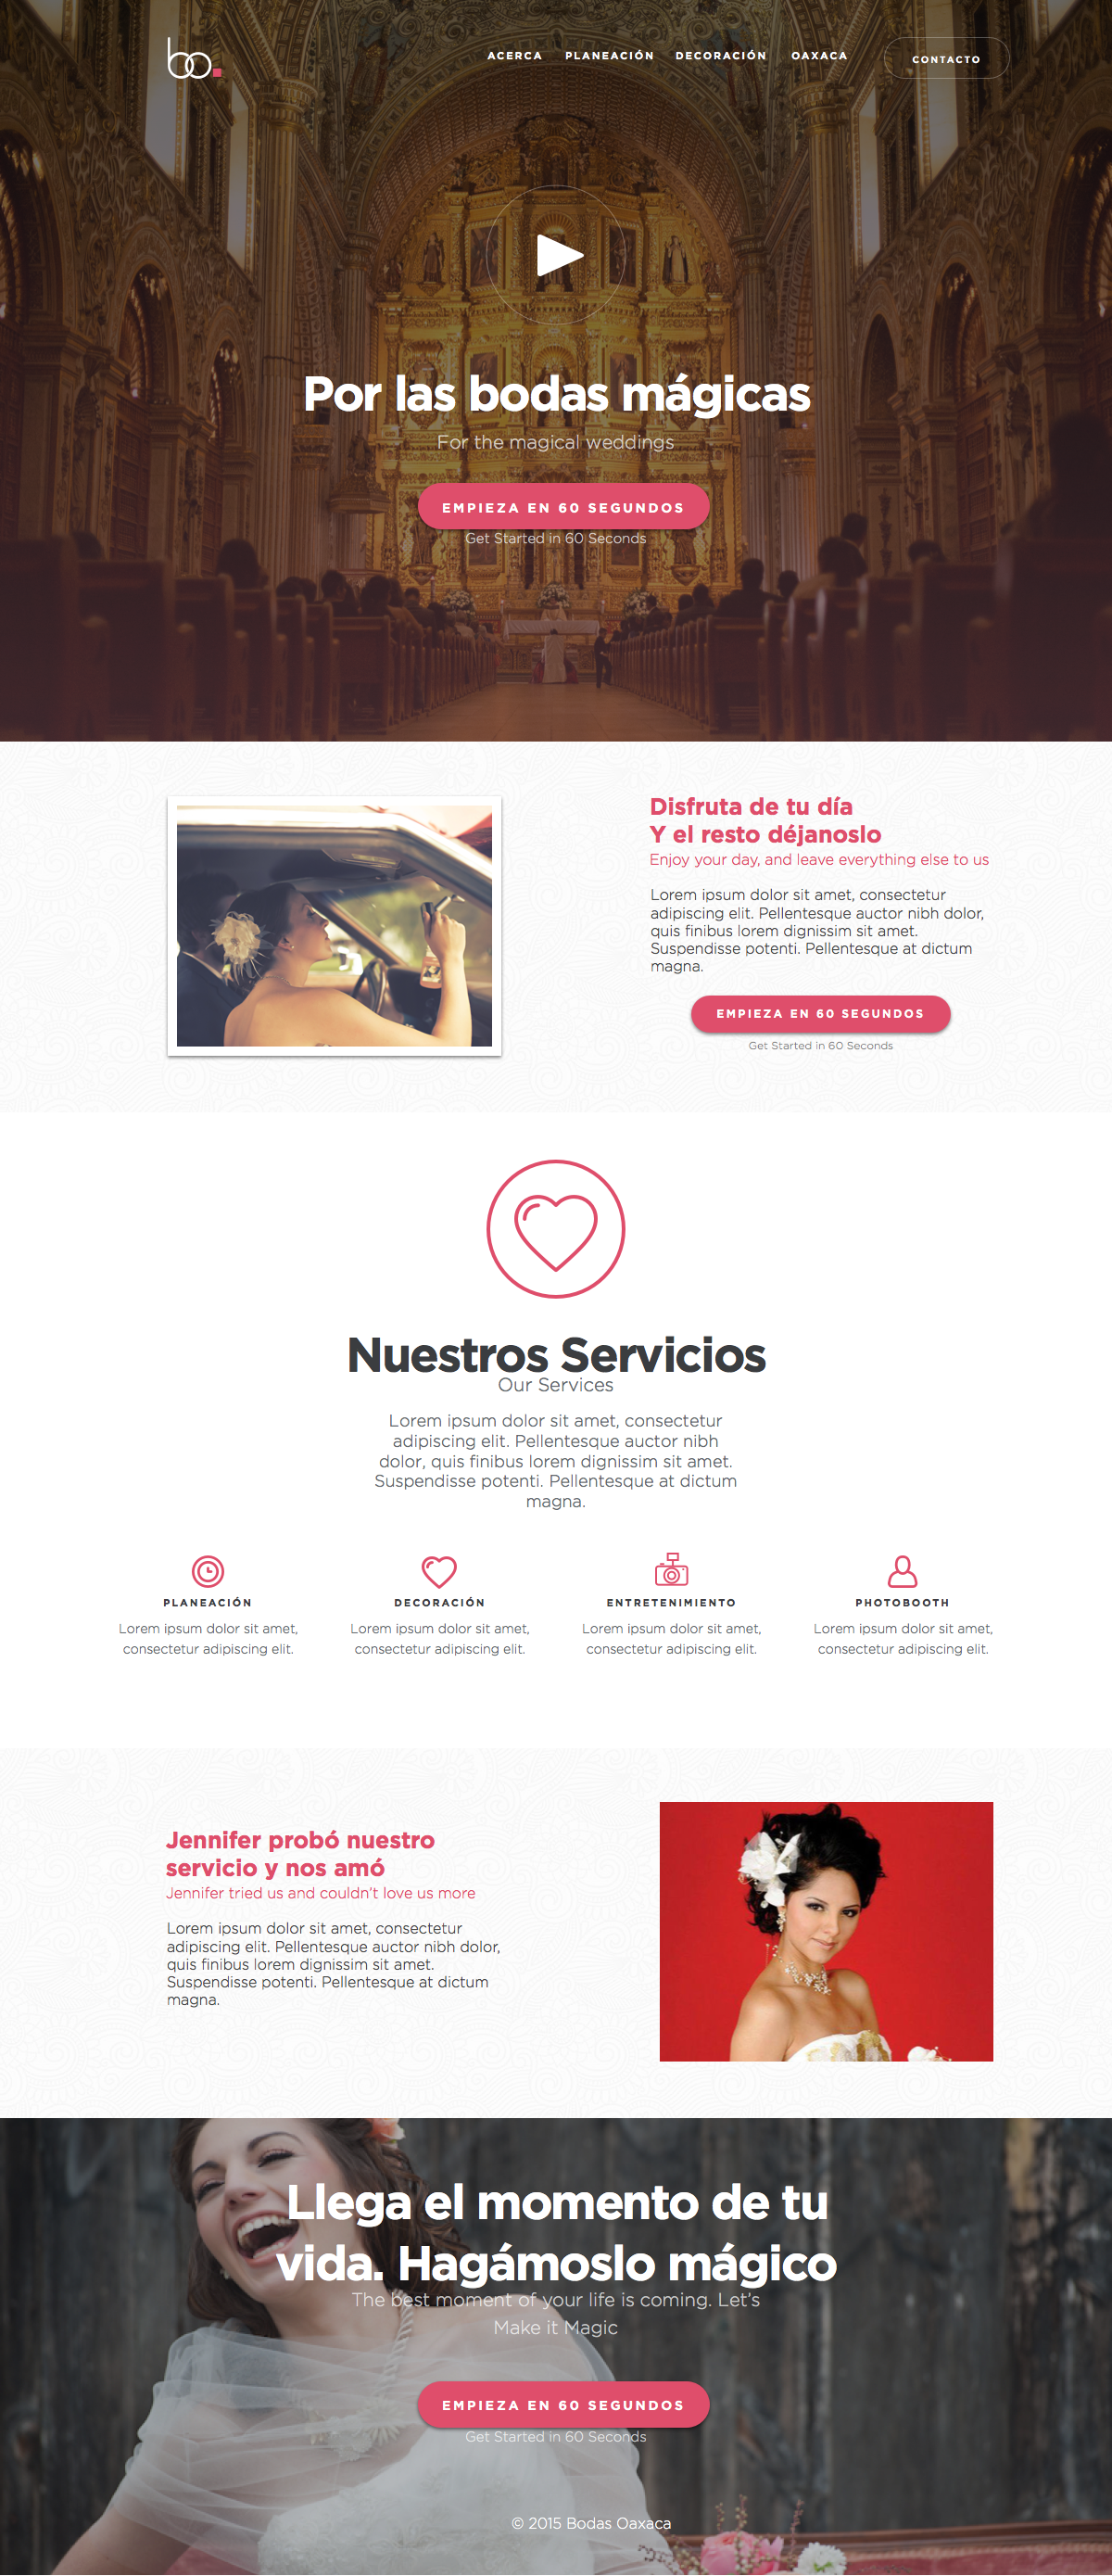 bo.
ACERCA PLANEACIÓN DECORACIÓN OAXACA CONTACTO
Por las bodas mágicas
For the magical weddings
EMPIEZA EN 60 SEGUNDOS
Get Started in 60 Seconds
Disfruta de tu día
Y el resto déjanoslo
Enjoy your day, and leave everything else to us
Lorem ipsum dolor sit amet, consectetur
adipiscing elit. Pellentesque auctor nibh dolor,
quis finibus lorem dignissim sit amet.
Suspendisse potenti. Pellentesque at dictum
magna.
EMPIEZA EN 60 SEGUNDOS
Get Started in 60 Seconds
Nuestros Servicios
Our Services
Lorem ipsum dolor sit amet, consectetur
adipiscing elit. Pellentesque auctor nibh
dolor, quis finibus lorem dignissim sit amet.
Suspendisse potenti. Pellentesque at dictum
magna.
PLANEACIÓN
Lorem ipsum dolor sit amet,
consectetur adipiscing elit.
DECORACIÓN
Lorem ipsum dolor sit amet,
consectetur adipiscing elit.
ENTRETENIMIENTO
Lorem ipsum dolor sit amet,
consectetur adipiscing elit.
PHOTOBOOTH
Lorem ipsum dolor sit amet,
consectetur adipiscing elit.
Jennifer probó nuestro
servicio y nos amó
Jennifer tried us and couldn't love us more
Lorem ipsum dolor sit amet, consectetur
adipiscing elit. Pellentesque auctor nibh dolor,
quis finibus lorem dignissim sit amet.
Suspendisse potenti. Pellentesque at dictum
magna.
Llega el momento de tu
vida. Hagámoslo mágico
The best moment of your life is coming. Let's
Make it Magic
EMPIEZA EN 60 SEGUNDOS
Get Started in 60 Seconds
© 2015 Bodas Oaxaca